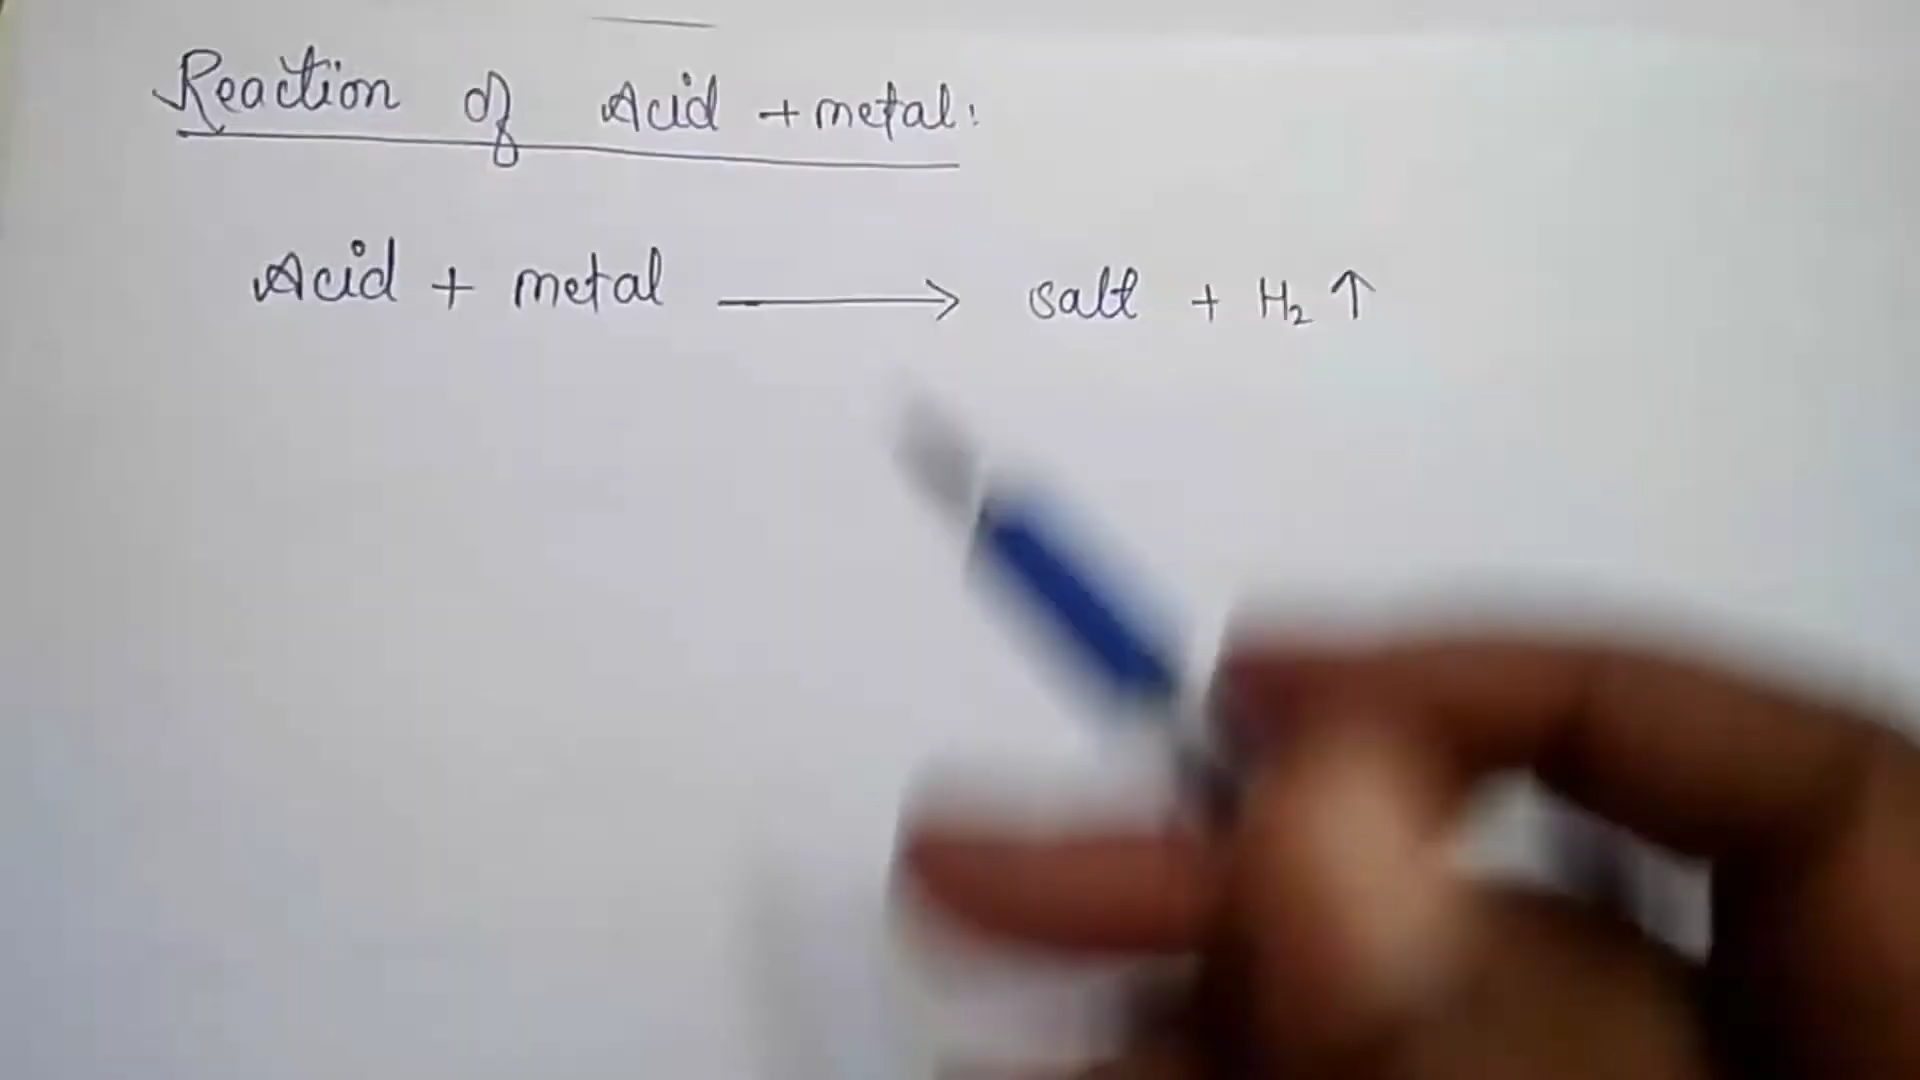 Reaction of Acid + metal:
Acid + metal ⟶ salt + H₂ ↑